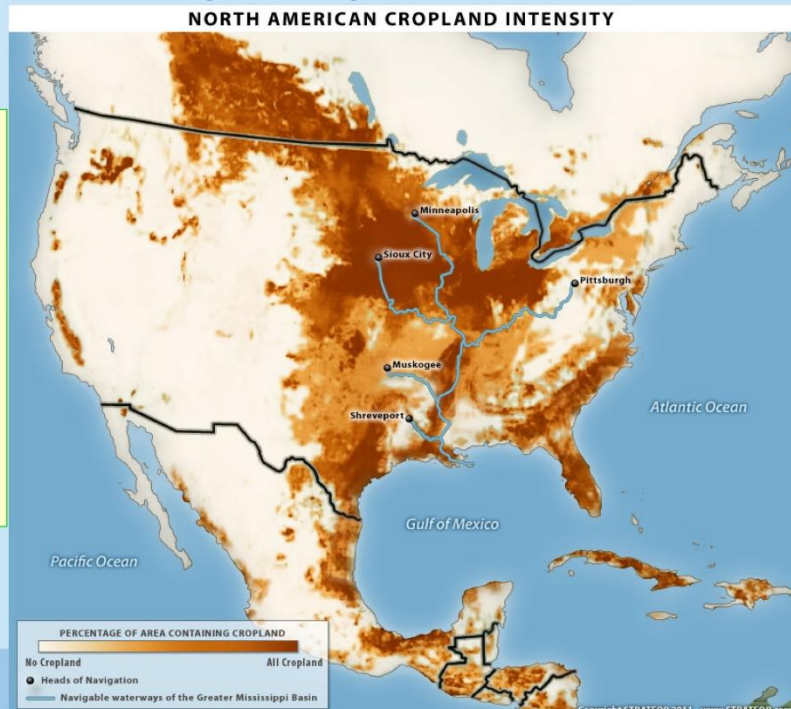 NORTH AMERICAN CROPLAND INTENSITY
Minneapolis
Sioux City
Pittsburgh
Muskogee
Shreveport
Atlantic Ocean
Gulf of Mexico
Pacific Ocean
PERCENTAGE OF AREA CONTAINING CROPLAND
No Cropland All Cropland
Heads of Navigation
Navigable waterways of the Greater Mississippi Basin